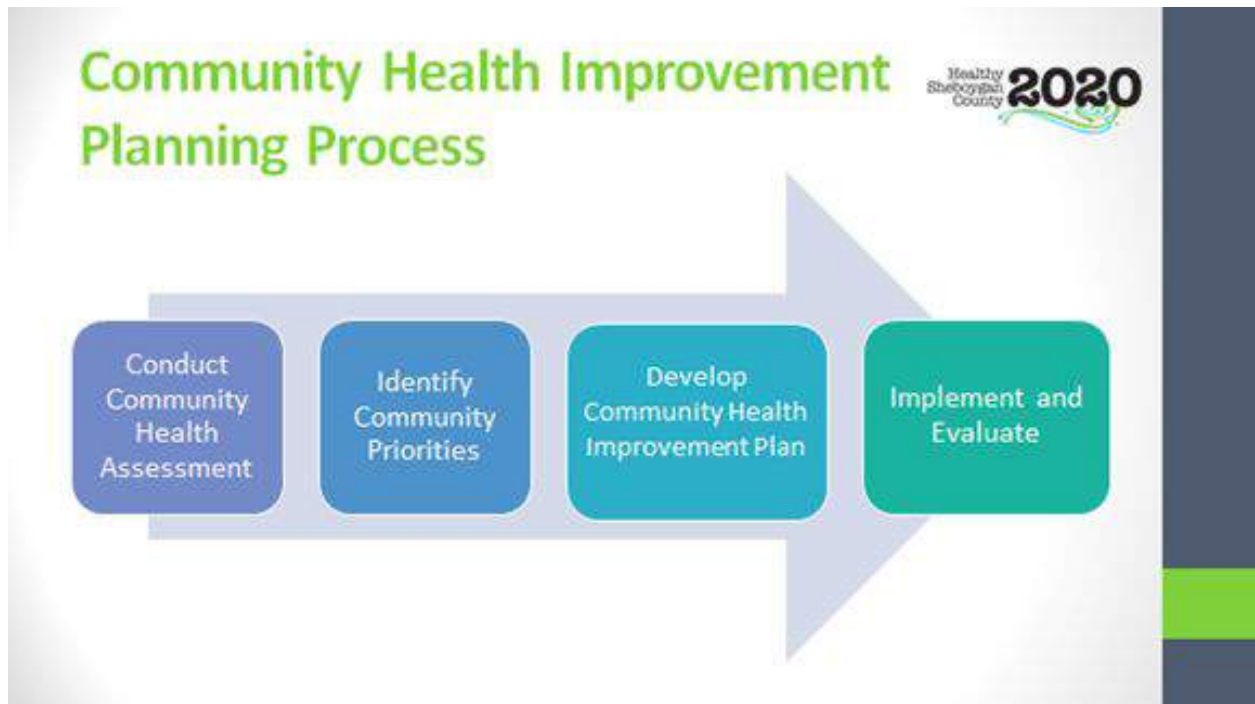 Community Health Improvement
Planning Process
Healthy
Sheboygan
County
2020
Conduct
Community
Health
Assessment
Identify
Community
Priorities
Develop
Community Health
Improvement Plan
Implement and
Evaluate